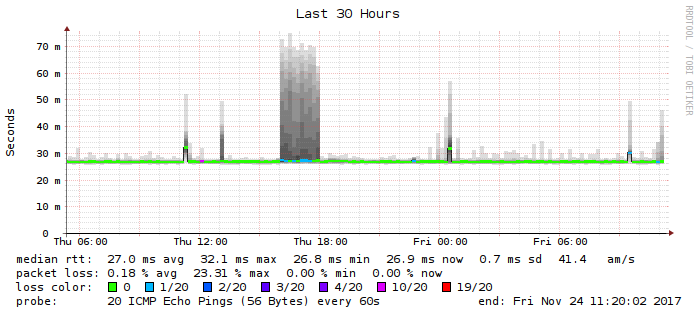 Last 30 Hours
RRDTOOL / TOBI OETIKER
Seconds
70 m
60 m
50 m
40 m
30 m
20 m
10 m
0
Thu 06:00 Thu 12:00 Thu 18:00 Fri 00:00 Fri 06:00
median rtt: 27.0 ms avg 32.1 ms max 26.8 ms min 26.9 ms now 0.7 ms sd 41.4 am/s
packet loss: 0.18 % avg 23.31 % max 0.00 % min 0.00 % now
loss color: 0 1/20 2/20 3/20 4/20 10/20 19/20
probe: 20 ICMP Echo Pings (56 Bytes) every 60s end: Fri Nov 24 11:20:02 2017